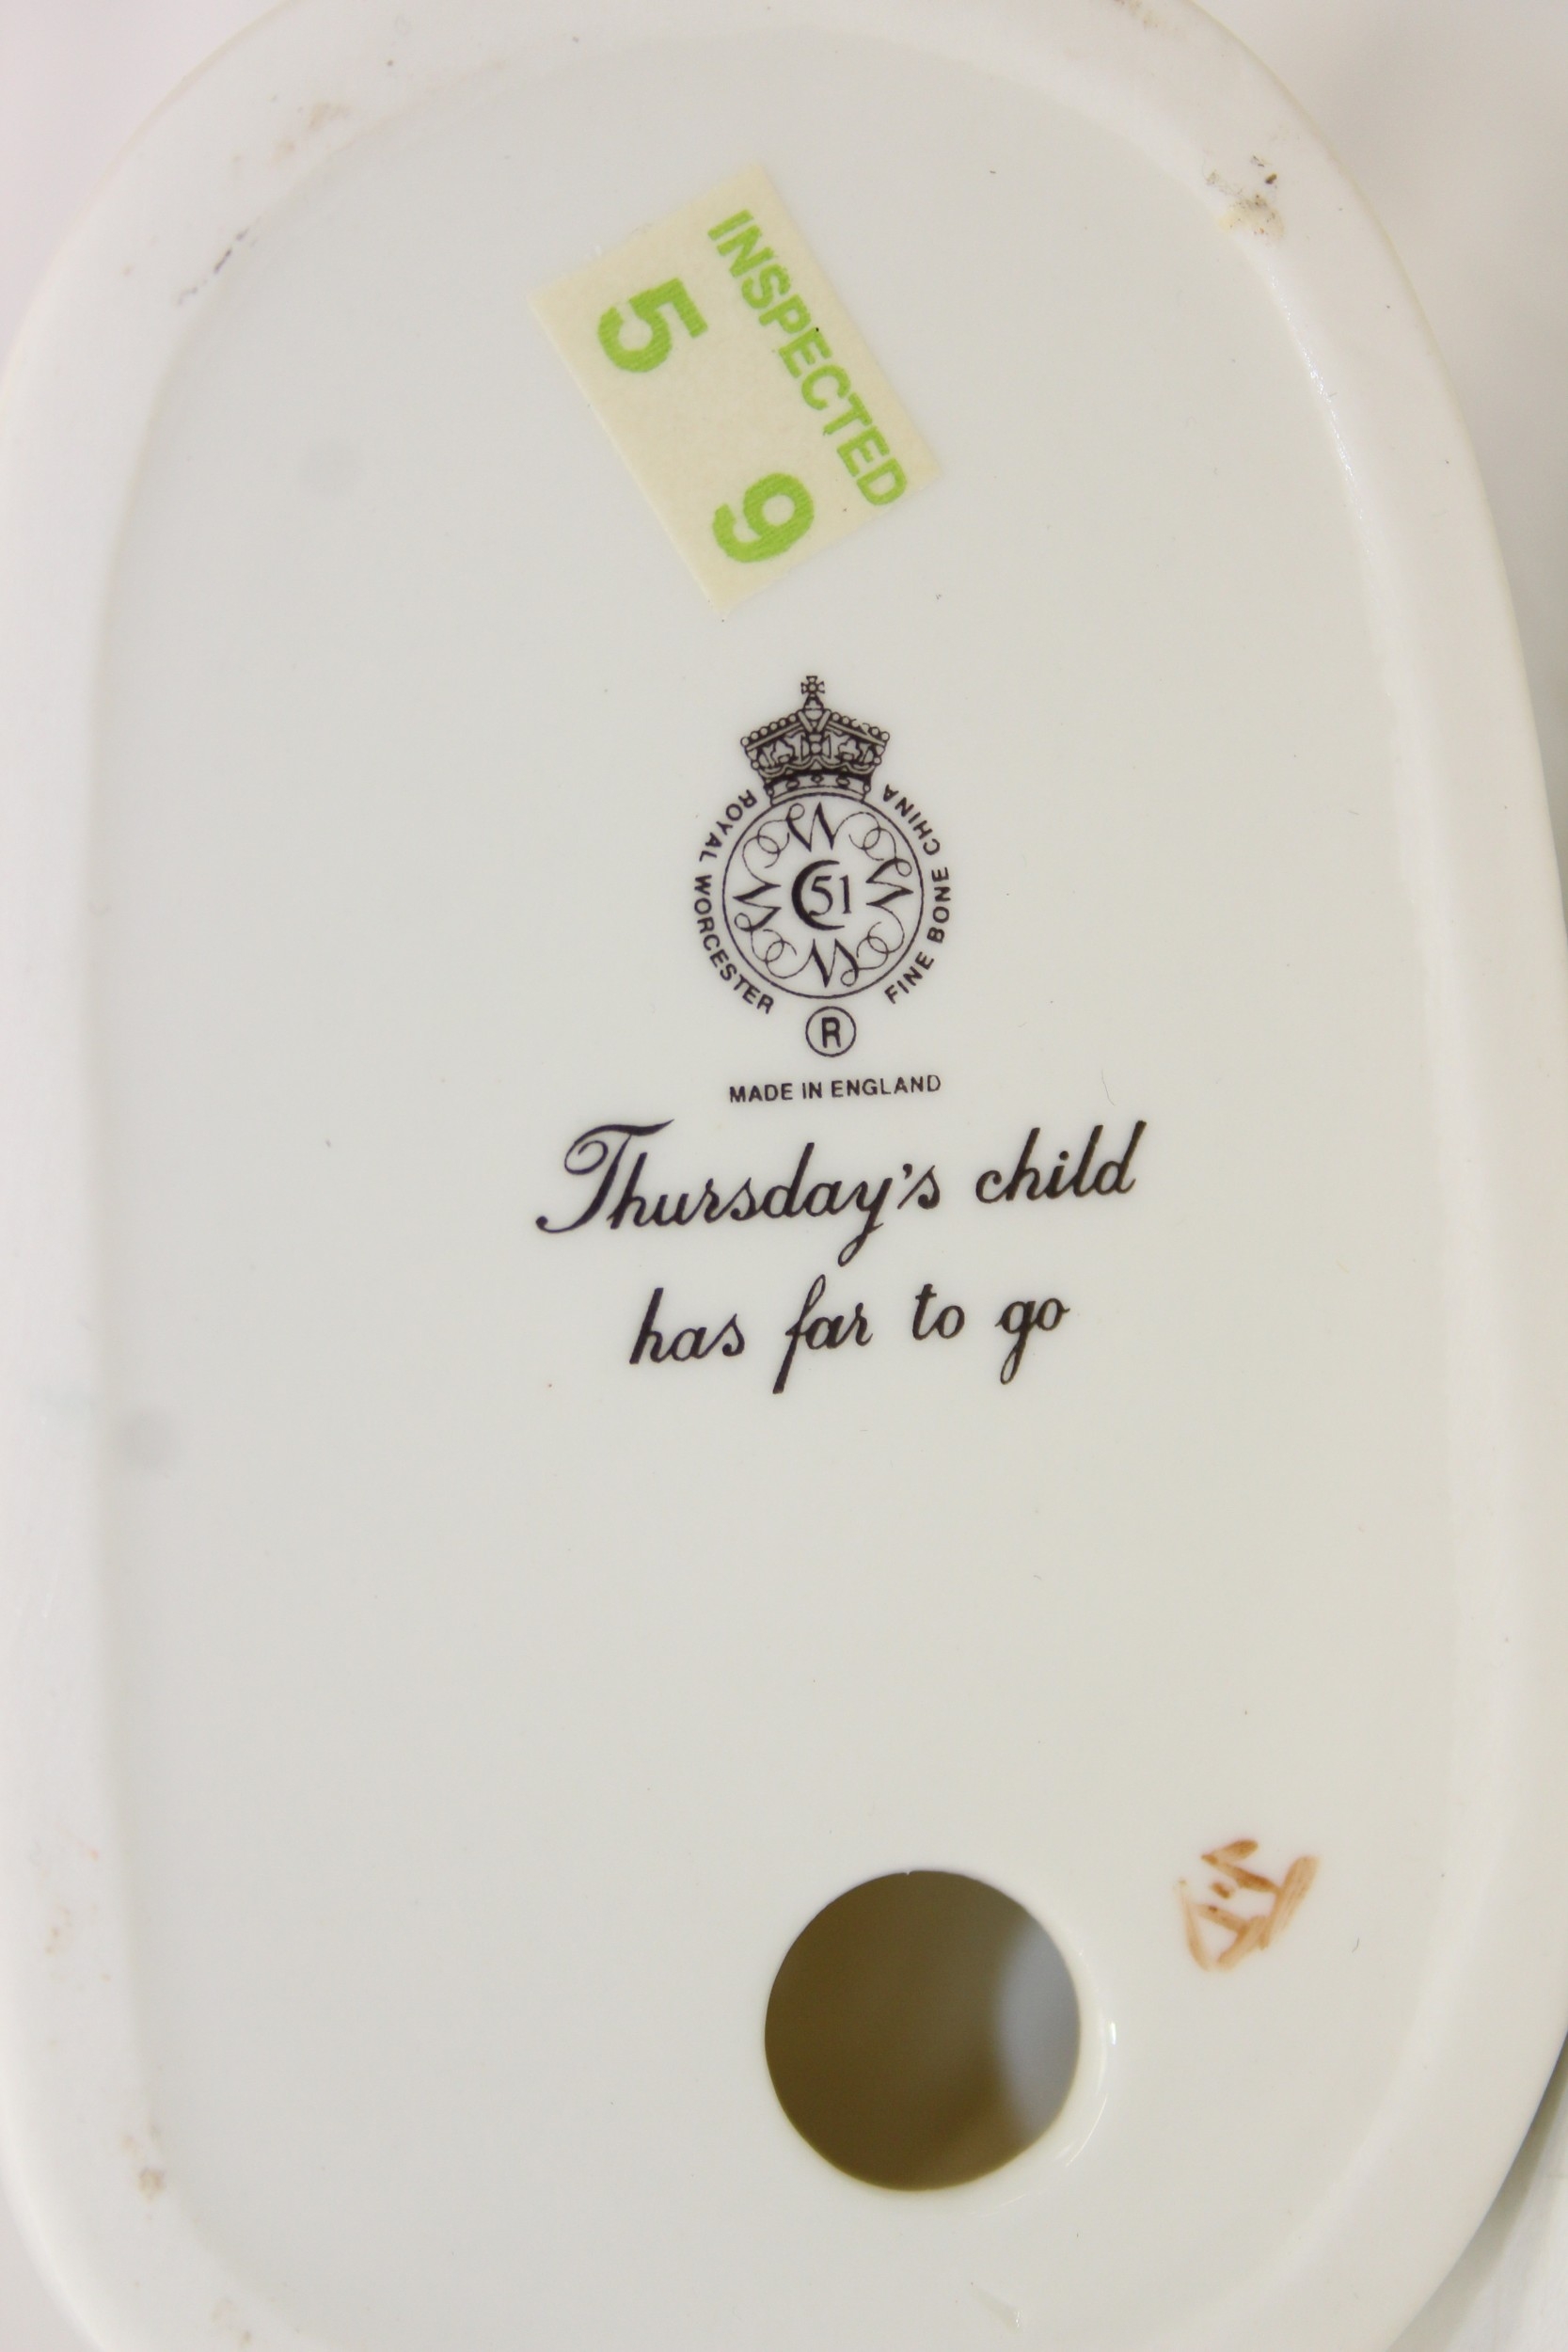 INSPECTED
5 9
ROYAL WORCESTER
FINE BONE CHINA
W W W W
51
R
MADE IN ENGLAND
Thursday's child
has far to go